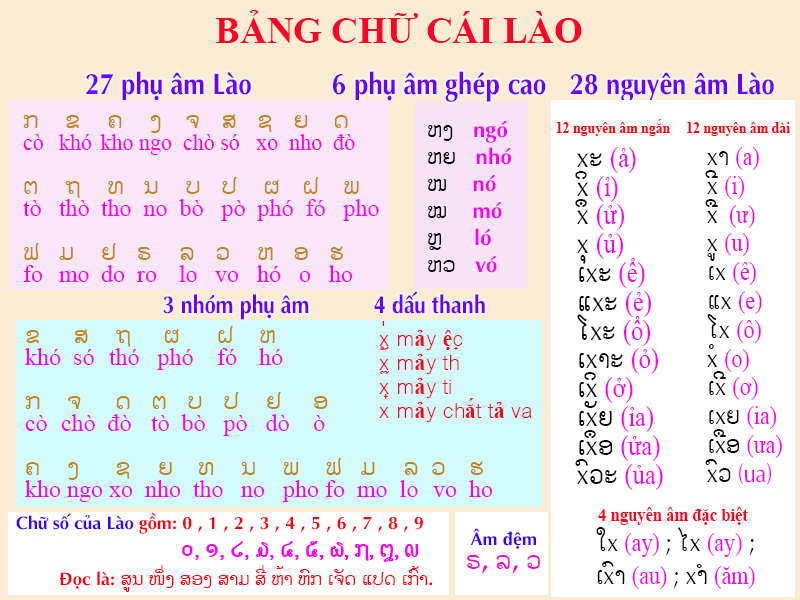 BẢNG CHỮ CÁI LÀO
27 phụ âm Lào
ກ ຂ ຄ ງ ຈ ສ ຊ ຍ ດ
cò khó kho ngo chò só xo nho đò
ຕ ຖ ທ ນ ບ ປ ຜ ຝ ພ
tò thò tho no bò pò phó fó pho
ຟ ມ ຢ ຣ ລ ວ ຫ ອ ຮ
fo mo do ro lo vo hó o ho
6 phụ âm ghép cao
ຫງ ngó
ຫຍ nhó
ໜ nó
ໝ mó
ຫຼ ló
ຫວ vó
28 nguyên âm Lào
12 nguyên âm ngắn
xະ (ả)
xິ (ỉ)
xຶ (ử)
xຸ (ủ)
ເxະ (ể)
ແxະ (ẻ)
ໂxະ (ổ)
ເxາະ (ỏ)
ເxິ (ở)
ເxັຍ (ỉa)
ເxຶອ (ửa)
xົວະ (ủa)
12 nguyên âm dài
xາ (a)
xີ (i)
xື (ư)
xູ (u)
ເx (ê)
ແx (e)
ໂx (ô)
xໍ (o)
ເxີ (ơ)
ເxຍ (ia)
ເxືອ (ưa)
xົວ (ua)
4 nguyên âm đặc biệt
ໃx (ay) ; ໄx (ay) ;
ເxົາ (au) ; xຳ (ăm)
3 nhóm phụ âm
ຂ ສ ຖ ຜ ຝ ຫ
khó só thó phó fó hó
ກ ຈ ດ ຕ ບ ປ ຢ ອ
cò chò đò tò bò pò dò ò
ຄ ງ ຊ ຍ ທ ນ ພ ຟ ມ ລ ວ ຮ
kho ngo xo nho tho no pho fo mo lo vo ho
4 dấu thanh
mảy ệc
mảy th
mảy ti
mảy chắt tả va
Chữ số của Lào gồm: 0 , 1 , 2 , 3 , 4 , 5 , 6 , 7 , 8 , 9
໐, ໑, ໒, ໓, ໔, ໕, ໖, ໗, ໘, ໙
Đọc là: ສູນ ໜຶ່ງ ສອງ ສາມ ສີ່ ຫ້າ ຫົກ ເຈັດ ແປດ ເກົ້າ.
Âm đệm
ຣ, ລ, ວ